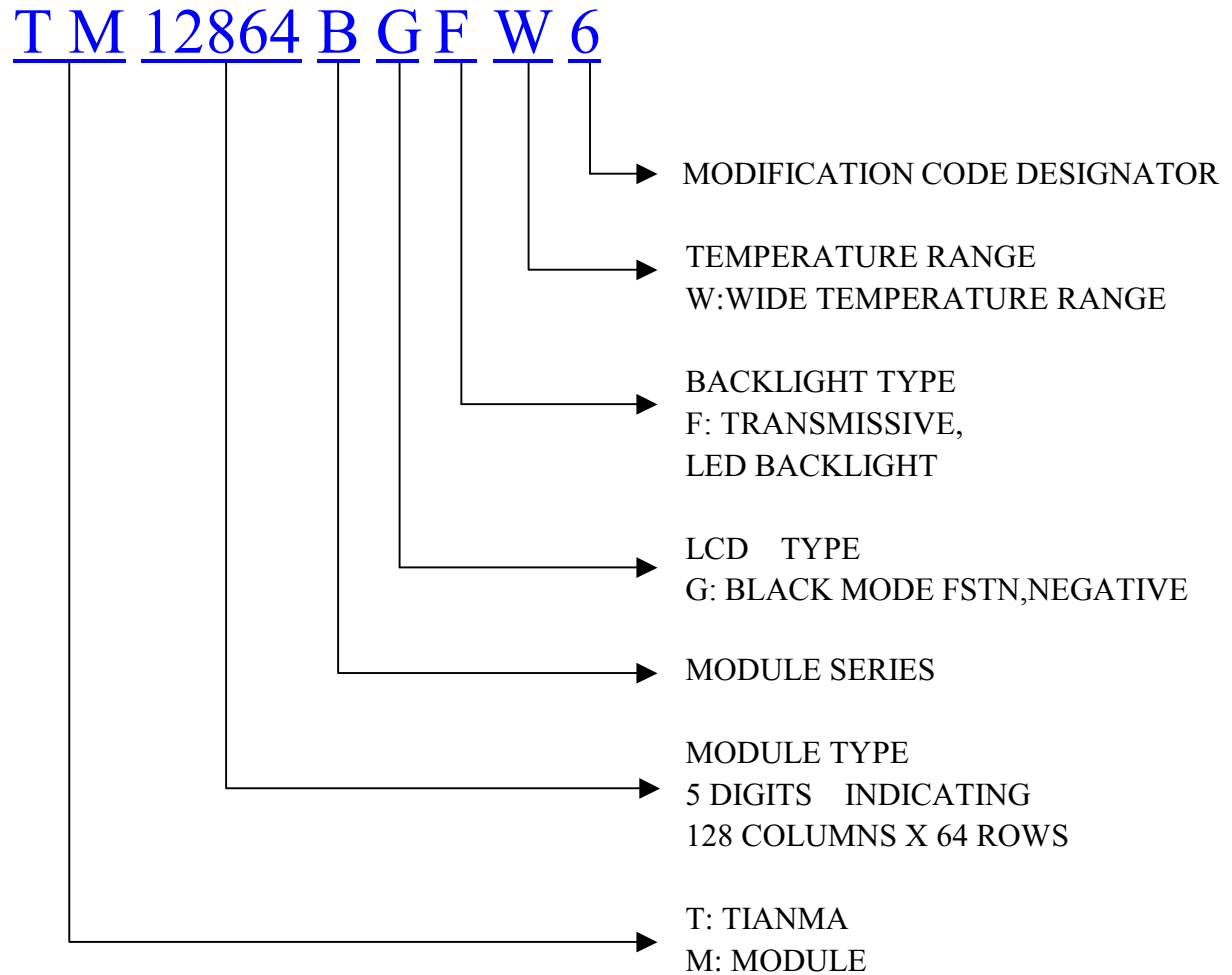 T M 12864 B G F W 6
MODIFICATION CODE DESIGNATOR
TEMPERATURE RANGE
W:WIDE TEMPERATURE RANGE
BACKLIGHT TYPE
F: TRANSMISSIVE,
LED BACKLIGHT
LCD TYPE
G: BLACK MODE FSTN,NEGATIVE
MODULE SERIES
MODULE TYPE
5 DIGITS INDICATING
128 COLUMNS X 64 ROWS
T: TIANMA
M: MODULE